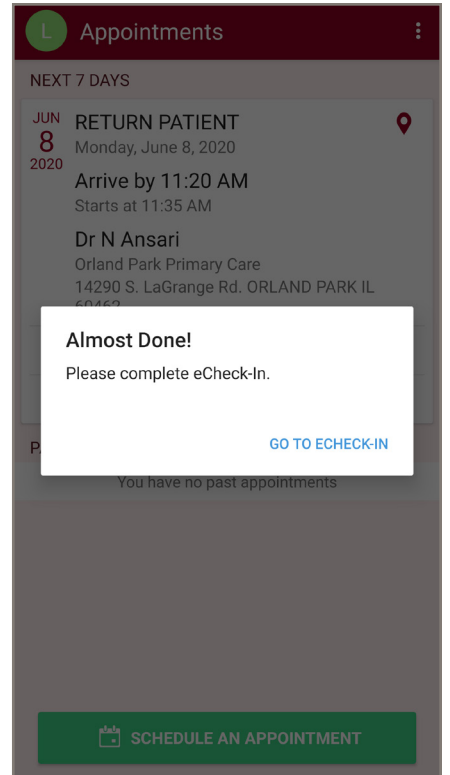 L
Appointments
NEXT 7 DAYS
JUN
8
2020
RETURN PATIENT
Monday, June 8, 2020
Arrive by 11:20 AM
Starts at 11:35 AM
Dr N Ansari
Orland Park Primary Care
14290 S. LaGrange Rd. ORLAND PARK IL
60462
Almost Done!
Please complete eCheck-In.
GO TO ECHECK-IN
You have no past appointments
SCHEDULE AN APPOINTMENT